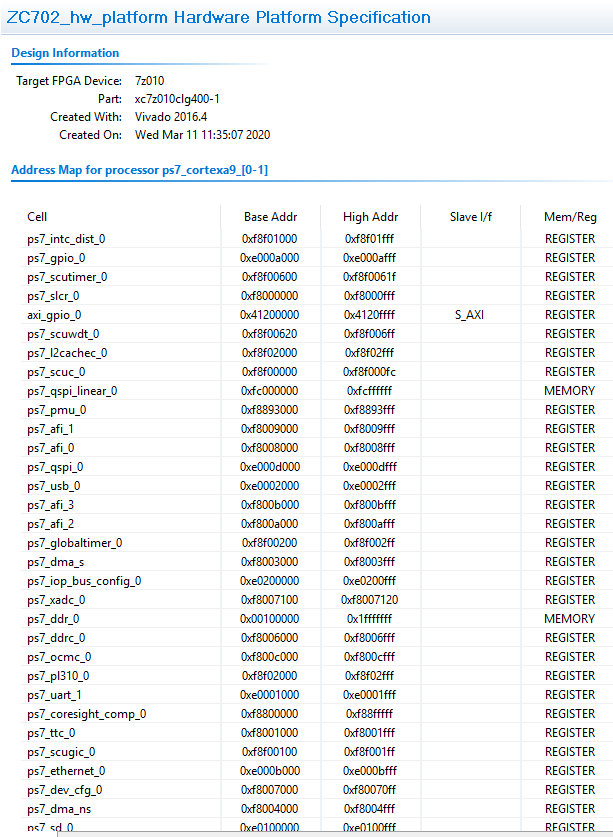 ZC702_hw_platform Hardware Platform Specification
Design Information
Target FPGA Device: 7z010
Part: xc7z010clg400-1
Created With: Vivado 2016.4
Created On: Wed Mar 11 11:35:07 2020
Address Map for processor ps7_cortexa9_[0-1]
Cell Base Addr High Addr Slave I/f Mem/Reg
ps7_intc_dist_0 0xf8f01000 0xf8f01fff REGISTER
ps7_gpio_0 0xe000a000 0xe000afff REGISTER
ps7_scutimer_0 0xf8f00600 0xf8f0061f REGISTER
ps7_slcr_0 0xf8000000 0xf8000fff REGISTER
axi_gpio_0 0x41200000 0x4120ffff S_AXI REGISTER
ps7_scuwdt_0 0xf8f00620 0xf8f006ff REGISTER
ps7_l2cachec_0 0xf8f02000 0xf8f02fff REGISTER
ps7_scuc_0 0xf8f00000 0xf8f000fc REGISTER
ps7_qspi_linear_0 0xfc000000 0xfcffffff MEMORY
ps7_pmu_0 0xf8893000 0xf8893fff REGISTER
ps7_afi_1 0xf8009000 0xf8009fff REGISTER
ps7_afi_0 0xf8008000 0xf8008fff REGISTER
ps7_qspi_0 0xe000d000 0xe000dfff REGISTER
ps7_usb_0 0xe0002000 0xe0002fff REGISTER
ps7_afi_3 0xf800b000 0xf800bfff REGISTER
ps7_afi_2 0xf800a000 0xf800afff REGISTER
ps7_globaltimer_0 0xf8f00200 0xf8f002ff REGISTER
ps7_dma_s 0xf8003000 0xf8003fff REGISTER
ps7_iop_bus_config_0 0xe0200000 0xe0200fff REGISTER
ps7_xadc_0 0xf8007100 0xf8007120 REGISTER
ps7_ddr_0 0x00100000 0x1fffffff MEMORY
ps7_ddrc_0 0xf8006000 0xf8006fff REGISTER
ps7_ocmc_0 0xf800c000 0xf800cfff REGISTER
ps7_pl310_0 0xf8f02000 0xf8f02fff REGISTER
ps7_uart_1 0xe0001000 0xe0001fff REGISTER
ps7_coresight_comp_0 0xf8800000 0xf88fffff REGISTER
ps7_ttc_0 0xf8001000 0xf8001fff REGISTER
ps7_scugic_0 0xf8f00100 0xf8f001ff REGISTER
ps7_ethernet_0 0xe000b000 0xe000bfff REGISTER
ps7_dev_cfg_0 0xf8007000 0xf80070ff REGISTER
ps7_dma_ns 0xf8004000 0xf8004fff REGISTER
ps7_sd_0 0xe0100000 0xe0100fff REGISTER